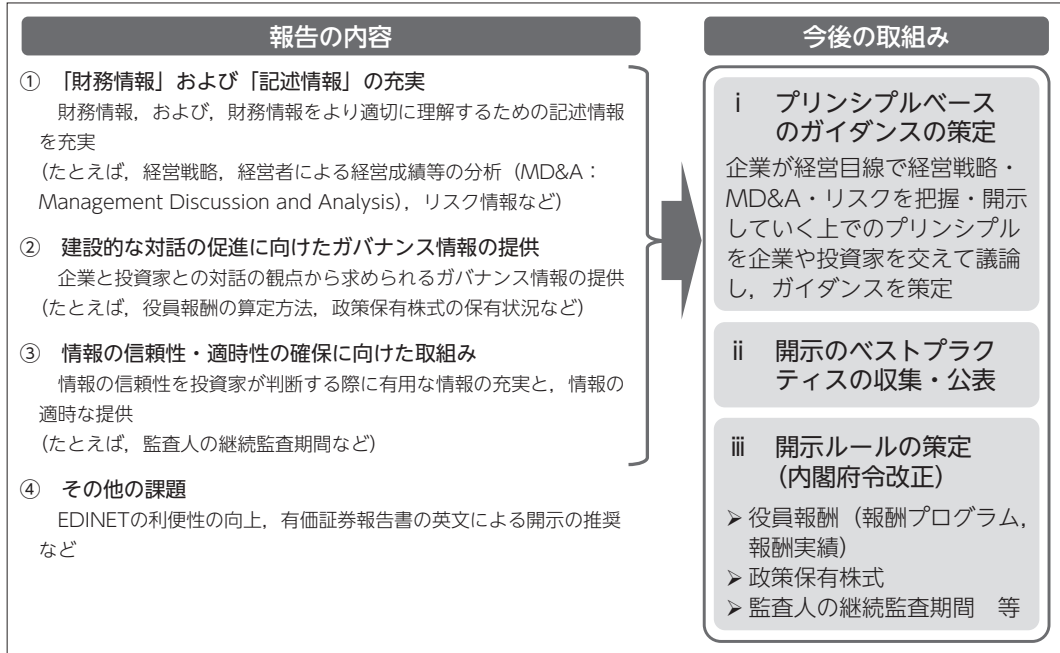 報告の内容
① 「財務情報」および「記述情報」の充実
財務情報，および，財務情報をより適切に理解するための記述情報
を充実
(たとえば，経営戦略，経営者による経営成績等の分析（MD&A：
Management Discussion and Analysis)，リスク情報など)
② 建設的な対話の促進に向けたガバナンス情報の提供
企業と投資家との対話の観点から求められるガバナンス情報の提供
(たとえば，役員報酬の算定方法，政策保有株式の保有状況など)
③ 情報の信頼性・適時性の確保に向けた取組み
情報の信頼性を投資家が判断する際に有用な情報の充実と，情報の
適時な提供
(たとえば，監査人の継続監査期間など)
④ その他の課題
EDINETの利便性の向上，有価証券報告書の英文による開示の推奨
など
今後の取組み
ⅰ プリンシプルベース
のガイダンスの策定
企業が経営目線で経営戦略・
MD&A・リスクを把握・開示
していく上でのプリンシプル
を企業や投資家を交えて議論
し，ガイダンスを策定
ⅱ 開示のベストプラク
ティスの収集・公表
ⅲ 開示ルールの策定
(内閣府令改正)
➢ 役員報酬（報酬プログラム，
報酬実績）
➢ 政策保有株式
➢ 監査人の継続監査期間 等